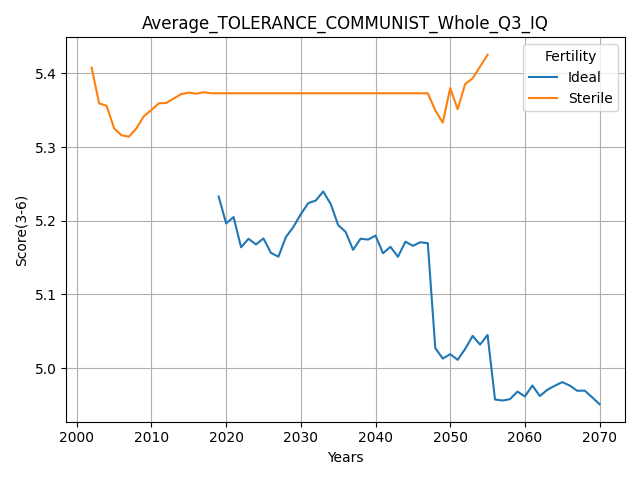 Average_TOLERANCE_COMMUNIST_Whole_Q3_IQ
Fertility
Ideal
Sterile
Score(3-6)
5.4
5.3
5.2
5.1
5.0
2000 2010 2020 2030 2040 2050 2060 2070
Years